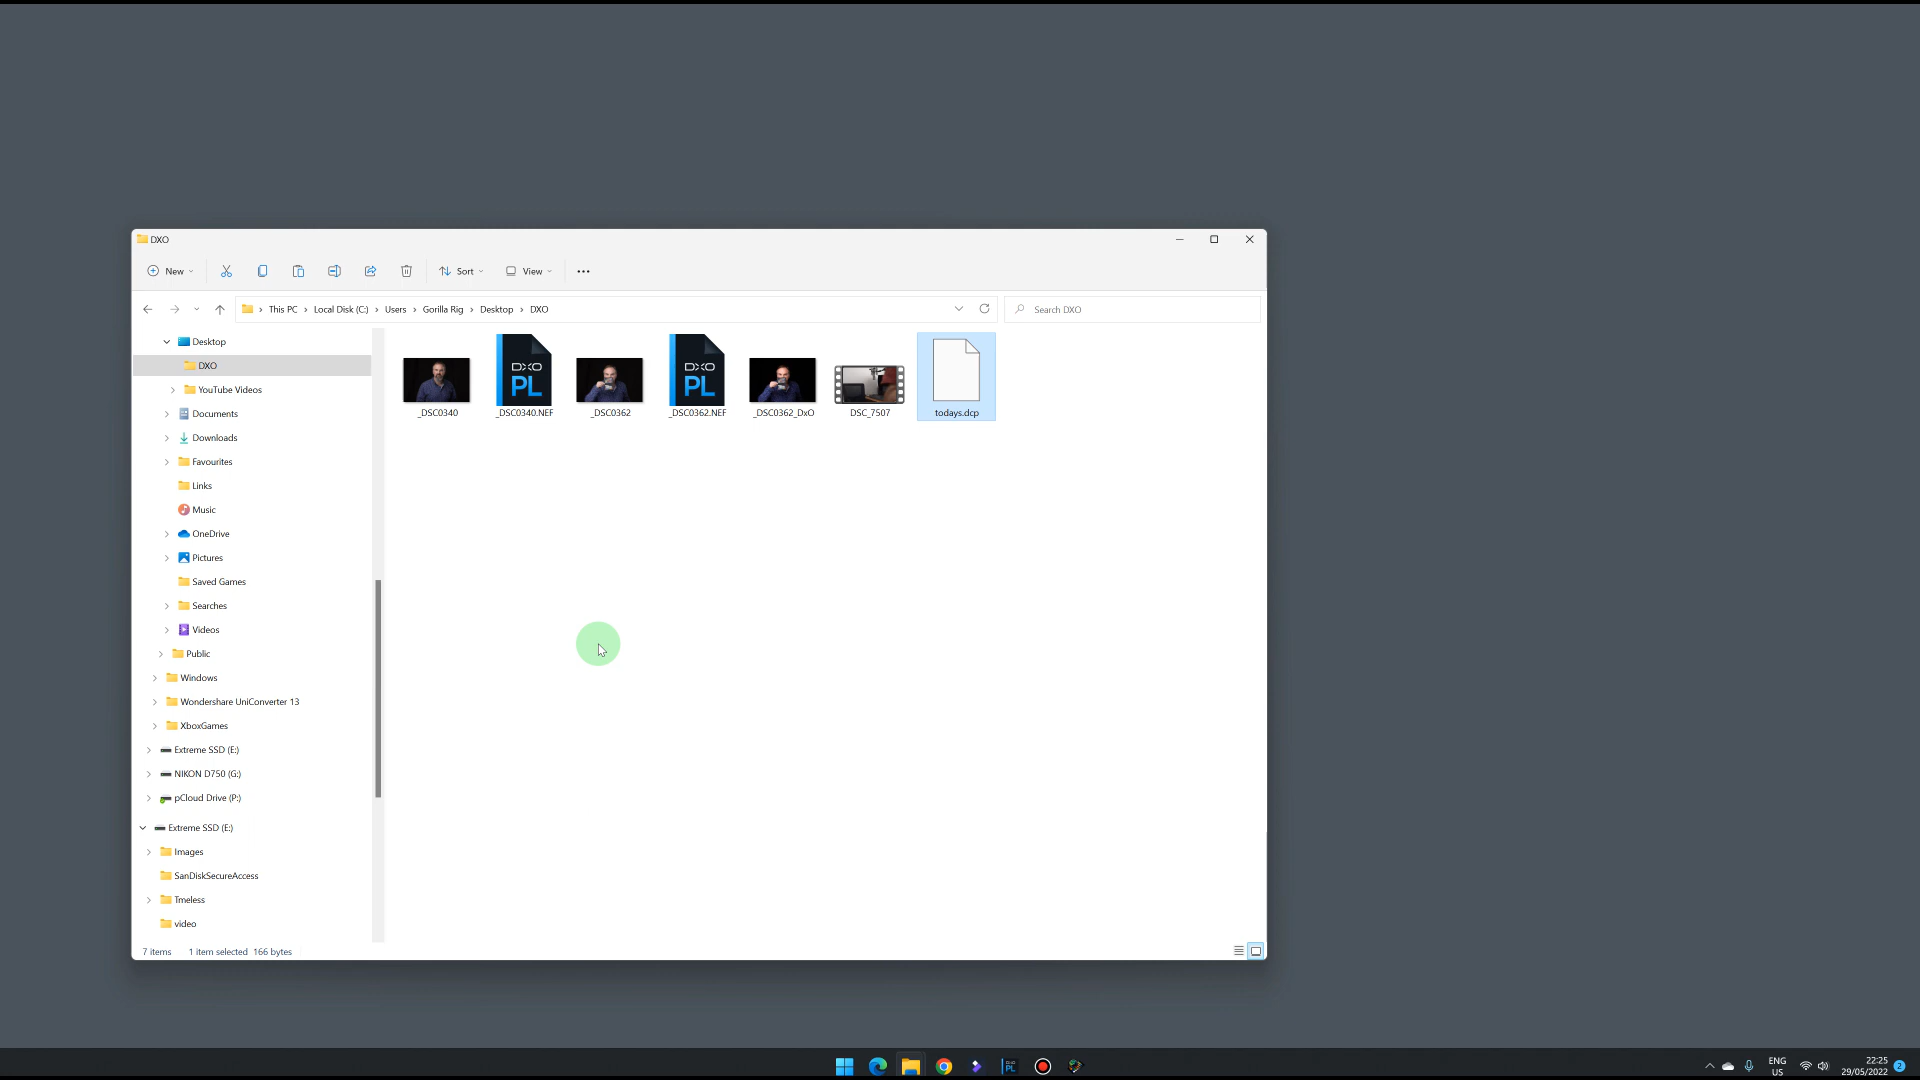 DXO
New
Sort
View
This PC
Local Disk (C:)
Users
Gorilla Rig
Desktop
DXO
Search DXO
Desktop
DXO
YouTube Videos
Documents
Downloads
Favourites
Links
Music
OneDrive
Pictures
Saved Games
Searches
Videos
Public
Windows
Wondershare UniConverter 13
XboxGames
Extreme SSD (E:)
NIKON D750 (G:)
pCloud Drive (P:)
Extreme SSD (E:)
Images
SanDiskSecureAccess
Tmeless
video
DXO
PL
DXO
PL
_DSC0340
_DSC0340.NEF
_DSC0362
_DSC0362.NEF
_DSC0362_DxO
DSC_7507
todays.dcp
7 items
1 item selected 166 bytes
DXO
PL
ENG
US
22:25
29/05/2022
2